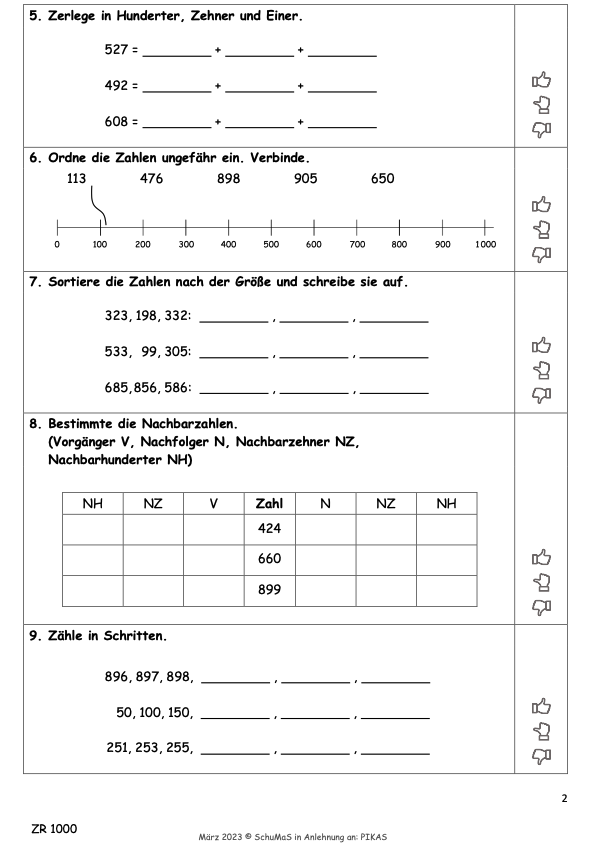 5. Zerlege in Hunderter, Zehner und Einer.
527 = ________ + ________ + ________
492 = ________ + ________ + ________
608 = ________ + ________ + ________
6. Ordne die Zahlen ungefähr ein. Verbinde.
113 476 898 905 650
0 100 200 300 400 500 600 700 800 900 1000
7. Sortiere die Zahlen nach der Größe und schreibe sie auf.
323, 198, 332: ________ , ________ , ________
533, 99, 305: ________ , ________ , ________
685, 856, 586: ________ , ________ , ________
8. Bestimmte die Nachbarzahlen.
(Vorgänger V, Nachfolger N, Nachbarzehner NZ,
Nachbarhunderter NH)
NH NZ V Zahl N NZ NH
424
660
899
9. Zähle in Schritten.
896, 897, 898, ________ , ________ , ________
50, 100, 150, ________ , ________ , ________
251, 253, 255, ________ , ________ , ________
2
ZR 1000
März 2023 © SchuMaS in Anlehnung an: PIKAS